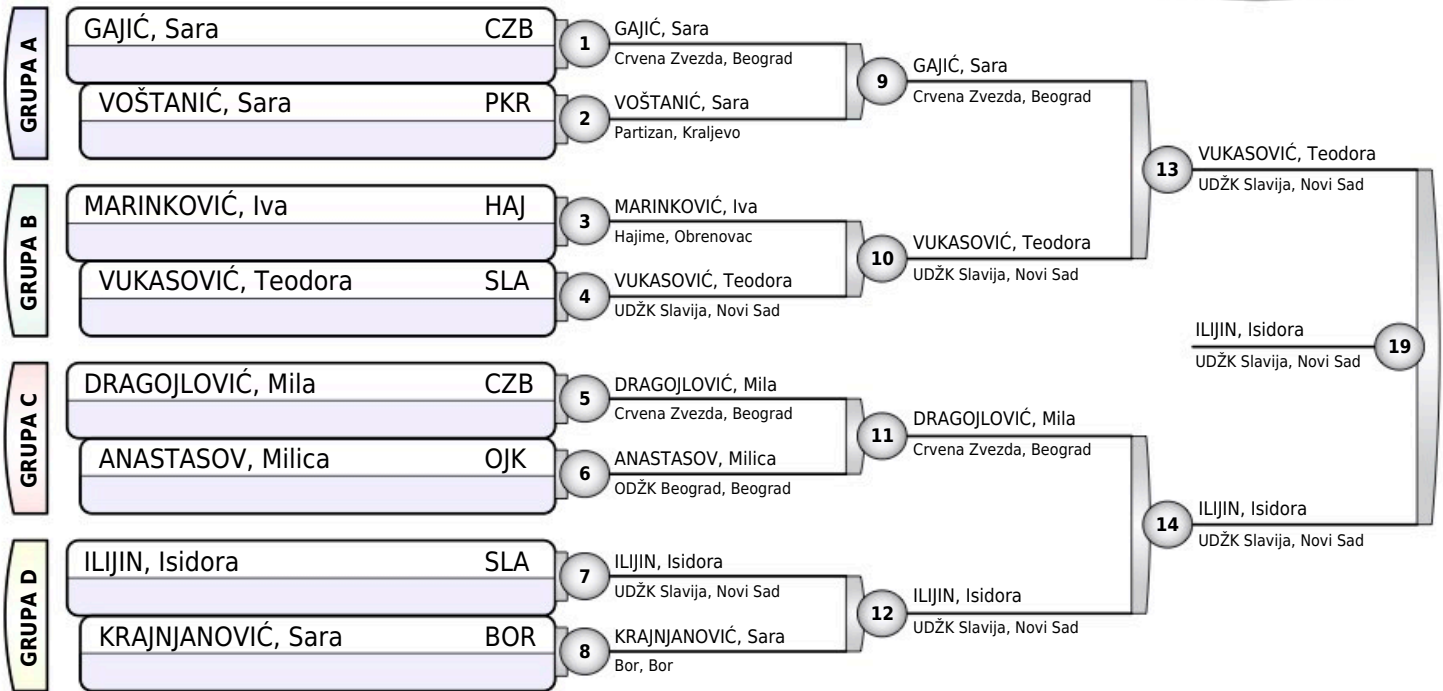 GRUPA A
GAJIĆ, Sara CZB
VOŠTANIĆ, Sara PKR
1
GAJIĆ, Sara
Crvena Zvezda, Beograd
2
VOŠTANIĆ, Sara
Partizan, Kraljevo
9
GAJIĆ, Sara
Crvena Zvezda, Beograd
GRUPA B
MARINKOVIĆ, Iva HAJ
VUKASOVIĆ, Teodora SLA
3
MARINKOVIĆ, Iva
Hajime, Obrenovac
4
VUKASOVIĆ, Teodora
UDŽK Slavija, Novi Sad
10
VUKASOVIĆ, Teodora
UDŽK Slavija, Novi Sad
13
VUKASOVIĆ, Teodora
UDŽK Slavija, Novi Sad
GRUPA C
DRAGOJLOVIĆ, Mila CZB
ANASTASOV, Milica OJK
5
DRAGOJLOVIĆ, Mila
Crvena Zvezda, Beograd
6
ANASTASOV, Milica
ODŽK Beograd, Beograd
11
DRAGOJLOVIĆ, Mila
Crvena Zvezda, Beograd
GRUPA D
ILIJIN, Isidora SLA
KRAJNJANOVIĆ, Sara BOR
7
ILIJIN, Isidora
UDŽK Slavija, Novi Sad
8
KRAJNJANOVIĆ, Sara
Bor, Bor
12
ILIJIN, Isidora
UDŽK Slavija, Novi Sad
14
ILIJIN, Isidora
UDŽK Slavija, Novi Sad
ILIJIN, Isidora
UDŽK Slavija, Novi Sad
19